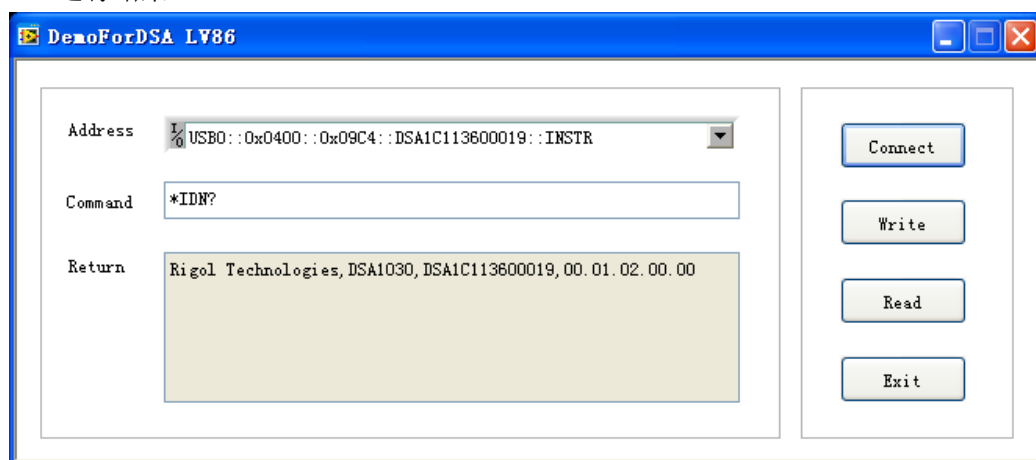 DemoForDSA LV86
Address
I/O USB0::0x0400::0x09C4::DSA1C113600019::INSTR
Command
*IDN?
Return
Rigol Technologies,DSA1030,DSA1C113600019,00.01.02.00.00
Connect
Write
Read
Exit